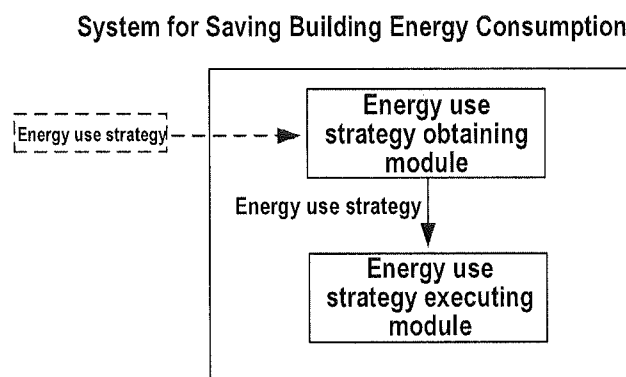 System for Saving Building Energy Consumption
Energy use
strategy obtaining
module
Energy use strategy
Energy use strategy
Energy use
strategy executing
module